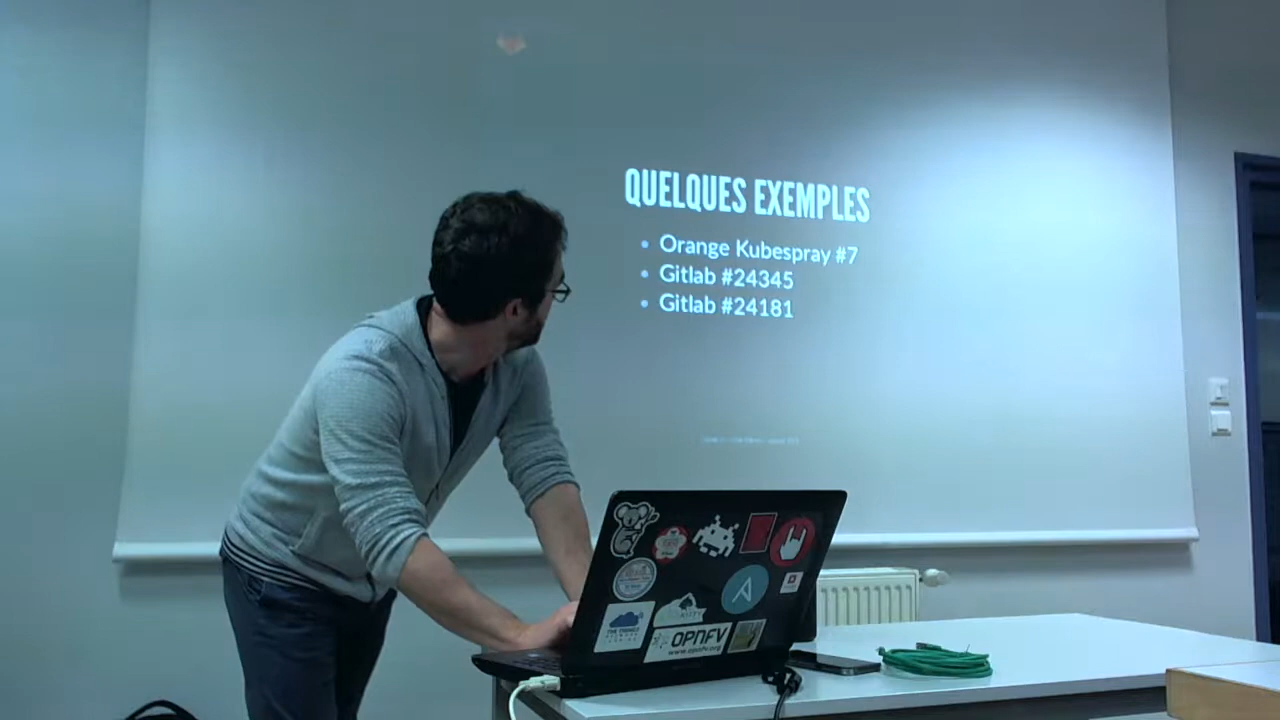 QUELQUES EXEMPLES
Orange Kubespray #7
Gitlab #24345
Gitlab #24181
OPNFV
www.opnfv.org